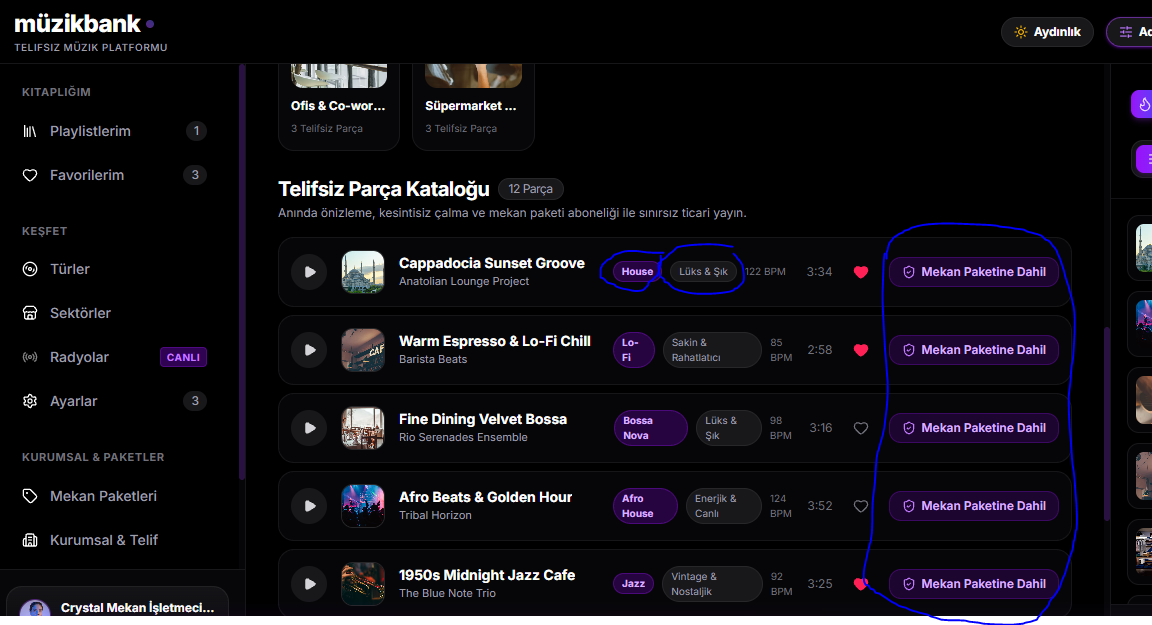 müzikbank
TELIFSIZ MÜZIK PLATFORMU
Aydınlık
KITAPLIĞIM
Playlistlerim 1
Favorilerim 3
KEŞFET
Türler
Sektörler
Radyolar CANLI
Ayarlar 3
KURUMSAL & PAKETLER
Mekan Paketleri
Kurumsal & Telif
Crystal Mekan İşletmeci...
Ofis & Co-wor...
3 Telifsiz Parça
Süpermarket ...
3 Telifsiz Parça
Telifsiz Parça Kataloğu 12 Parça
Anında önizleme, kesintisiz çalma ve mekan paketi aboneliği ile sınırsız ticari yayın.
Cappadocia Sunset Groove
Anatolian Lounge Project
House
Lüks & Şık
122 BPM
3:34
Mekan Paketine Dahil
Warm Espresso & Lo-Fi Chill
Barista Beats
Lo-
Fi
Sakin &
Rahatlatıcı
85
BPM
2:58
Mekan Paketine Dahil
Fine Dining Velvet Bossa
Rio Serenades Ensemble
Bossa
Nova
Lüks &
Şık
98
BPM
3:16
Mekan Paketine Dahil
Afro Beats & Golden Hour
Tribal Horizon
Afro
House
Enerjik &
Canlı
124
BPM
3:52
Mekan Paketine Dahil
1950s Midnight Jazz Cafe
The Blue Note Trio
Jazz
Vintage &
Nostaljik
92
BPM
3:25
Mekan Paketine Dahil